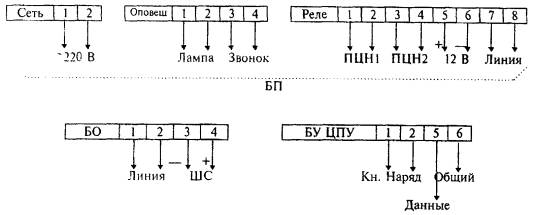 Сеть 1 2
Оповещ 1 2 3 4
Реле 1 2 3 4 5 6 7 8
~220 В
Лампа Звонок
ПЦН1 ПЦН2 + 12 – В Линия
БП
БО 1 2 3 4
БУ ЦПУ 1 2 5 6
Линия – ШС +
Кн. Наряд Общий
Данные